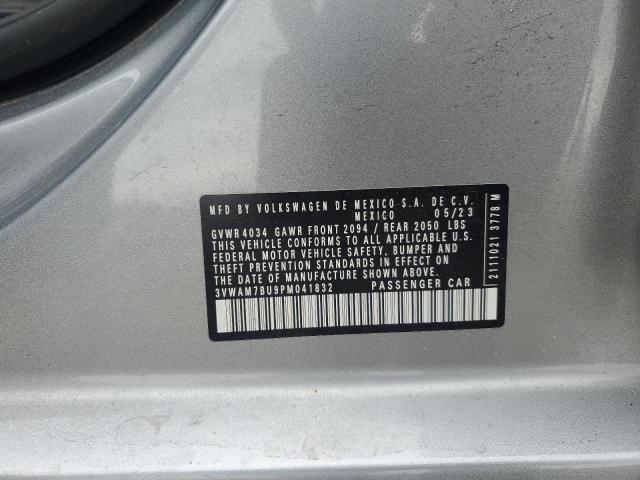 MFD BY VOLKSWAGEN DE MEXICO S.A. DE C.V.
MEXICO 05/23
GVWR 4034 GAWR FRONT 2094 / REAR 2050 LBS
THIS VEHICLE CONFORMS TO ALL APPLICABLE U.S.
FEDERAL MOTOR VEHICLE SAFETY, BUMPER AND
THEFT PREVENTION STANDARDS IN EFFECT ON
THE DATE OF MANUFACTURE SHOWN ABOVE.
3VWAM7BU9PM041832 PASSENGER CAR
2111021 3778 M